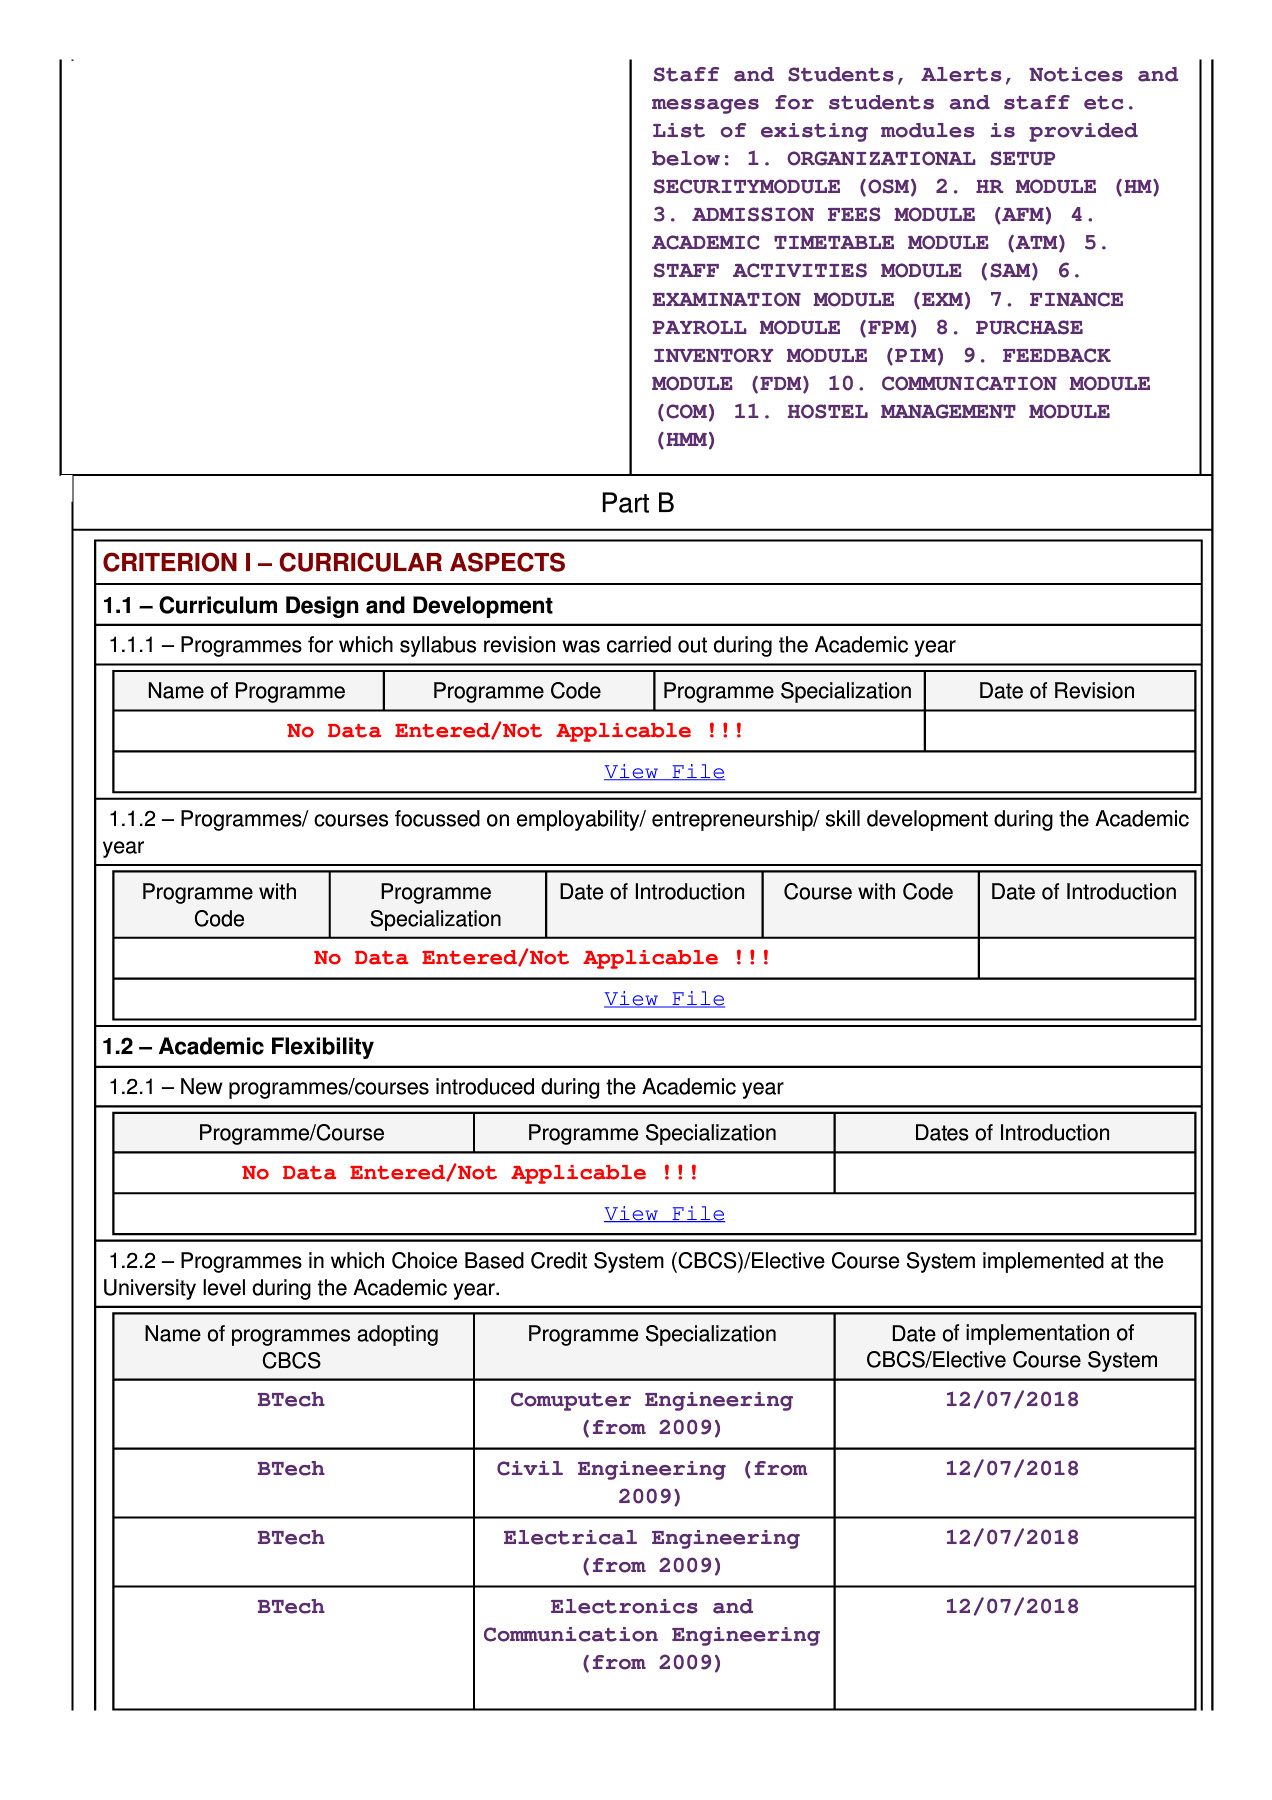 Staff and Students, Alerts, Notices and
messages for students and staff etc.
List of existing modules is provided
below: 1. ORGANIZATIONAL SETUP
SECURITYMODULE (OSM) 2. HR MODULE (HM)
3. ADMISSION FEES MODULE (AFM) 4.
ACADEMIC TIMETABLE MODULE (ATM) 5.
STAFF ACTIVITIES MODULE (SAM) 6.
EXAMINATION MODULE (EXM) 7. FINANCE
PAYROLL MODULE (FPM) 8. PURCHASE
INVENTORY MODULE (PIM) 9. FEEDBACK
MODULE (FDM) 10. COMMUNICATION MODULE
(COM) 11. HOSTEL MANAGEMENT MODULE
(HMM)
Part B
CRITERION I – CURRICULAR ASPECTS
1.1 – Curriculum Design and Development
1.1.1 – Programmes for which syllabus revision was carried out during the Academic year
Name of Programme Programme Code Programme Specialization Date of Revision
No Data Entered/Not Applicable !!!
View File
1.1.2 – Programmes/ courses focussed on employability/ entrepreneurship/ skill development during the Academic
year
Programme with Programme Date of Introduction Course with Code Date of Introduction
Code Specialization
No Data Entered/Not Applicable !!!
View File
1.2 – Academic Flexibility
1.2.1 – New programmes/courses introduced during the Academic year
Programme/Course Programme Specialization Dates of Introduction
No Data Entered/Not Applicable !!!
View File
1.2.2 – Programmes in which Choice Based Credit System (CBCS)/Elective Course System implemented at the
University level during the Academic year.
Name of programmes adopting Programme Specialization Date of implementation of
CBCS CBCS/Elective Course System
BTech Comuputer Engineering 12/07/2018
(from 2009)
BTech Civil Engineering (from 12/07/2018
2009)
BTech Electrical Engineering 12/07/2018
(from 2009)
BTech Electronics and 12/07/2018
Communication Engineering
(from 2009)